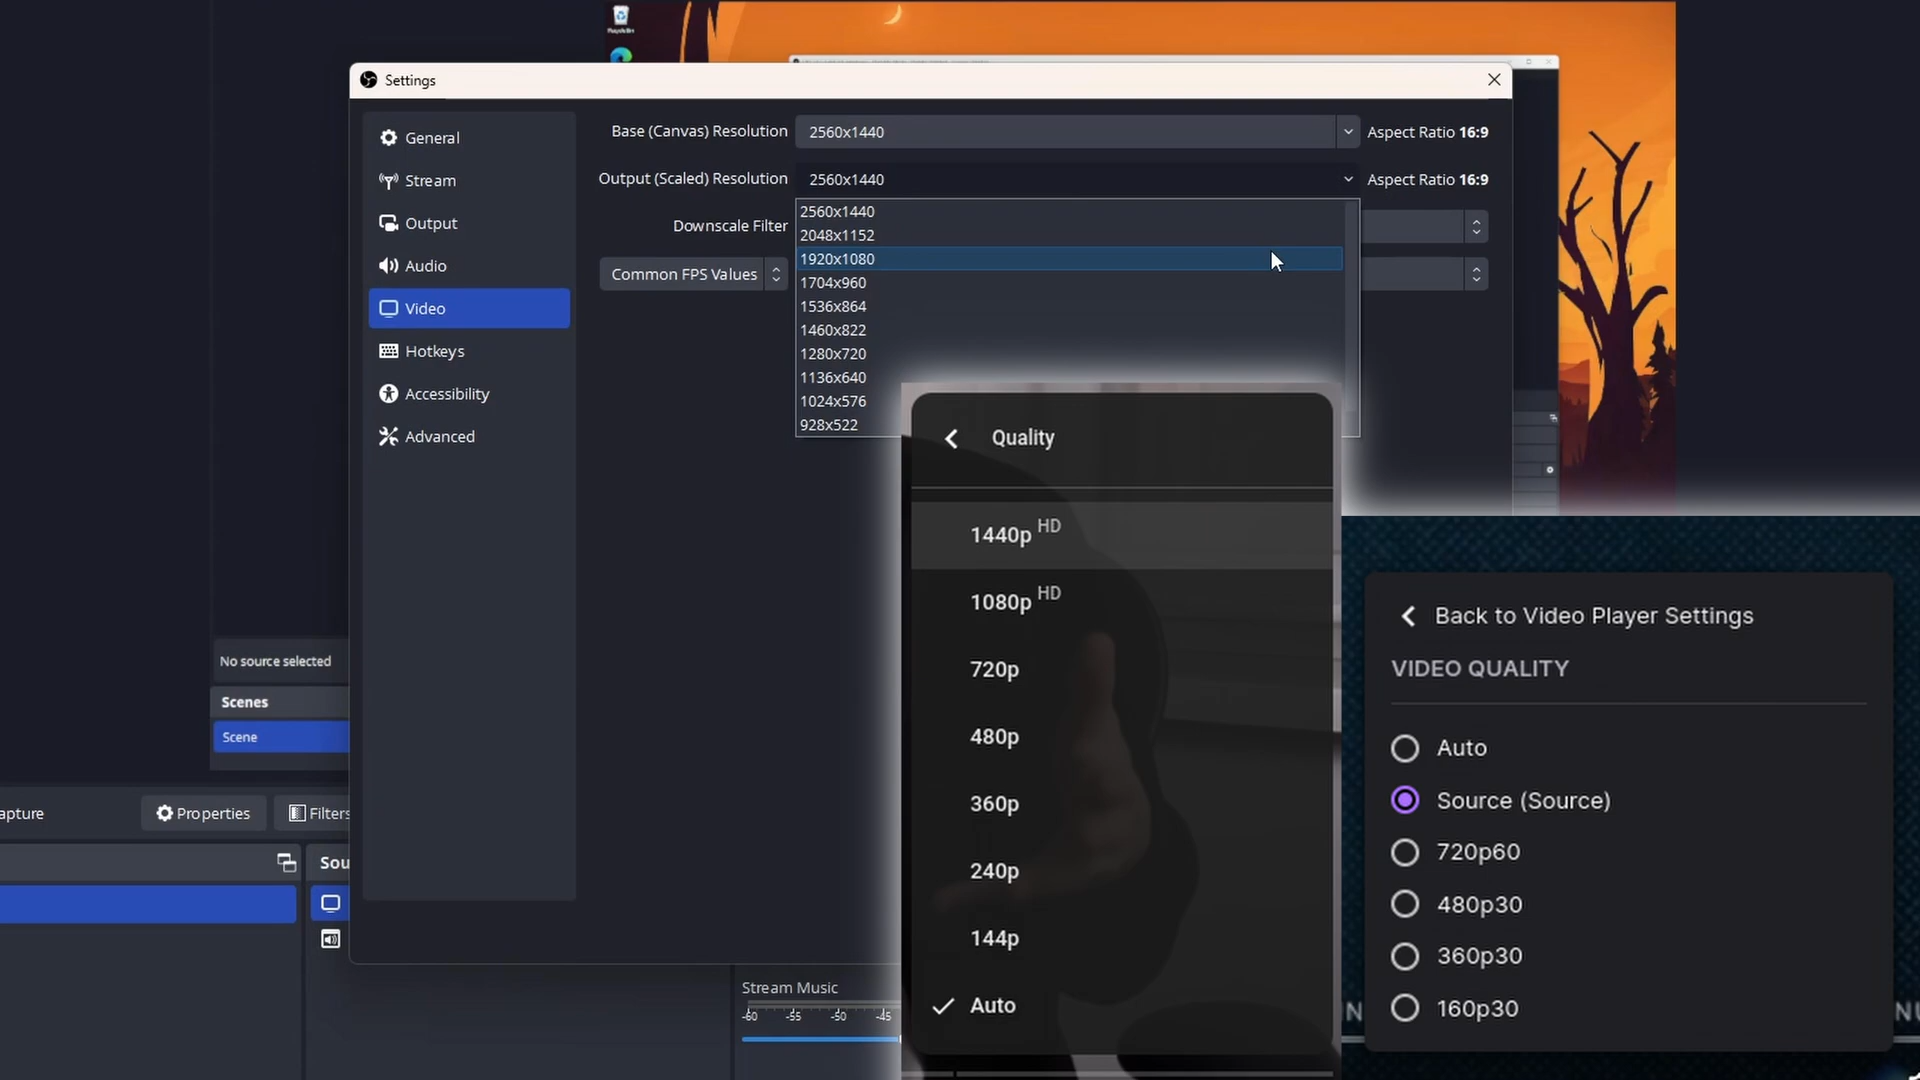 Settings
General
Stream
Output
Audio
Video
Hotkeys
Accessibility
Advanced
Base (Canvas) Resolution 2560x1440 Aspect Ratio 16:9
Output (Scaled) Resolution 2560x1440 Aspect Ratio 16:9
Downscale Filter
Common FPS Values
2560x1440
2048x1152
1920x1080
1704x960
1536x864
1460x822
1280x720
1136x640
1024x576
928x522
Quality
1440p HD
1080p HD
720p
480p
360p
240p
144p
Auto
Back to Video Player Settings
VIDEO QUALITY
Auto
Source (Source)
720p60
480p30
360p30
160p30
No source selected
Scenes
Scene
apture
Properties
Filters
Sou
Stream Music
-60 -55 -50 -45